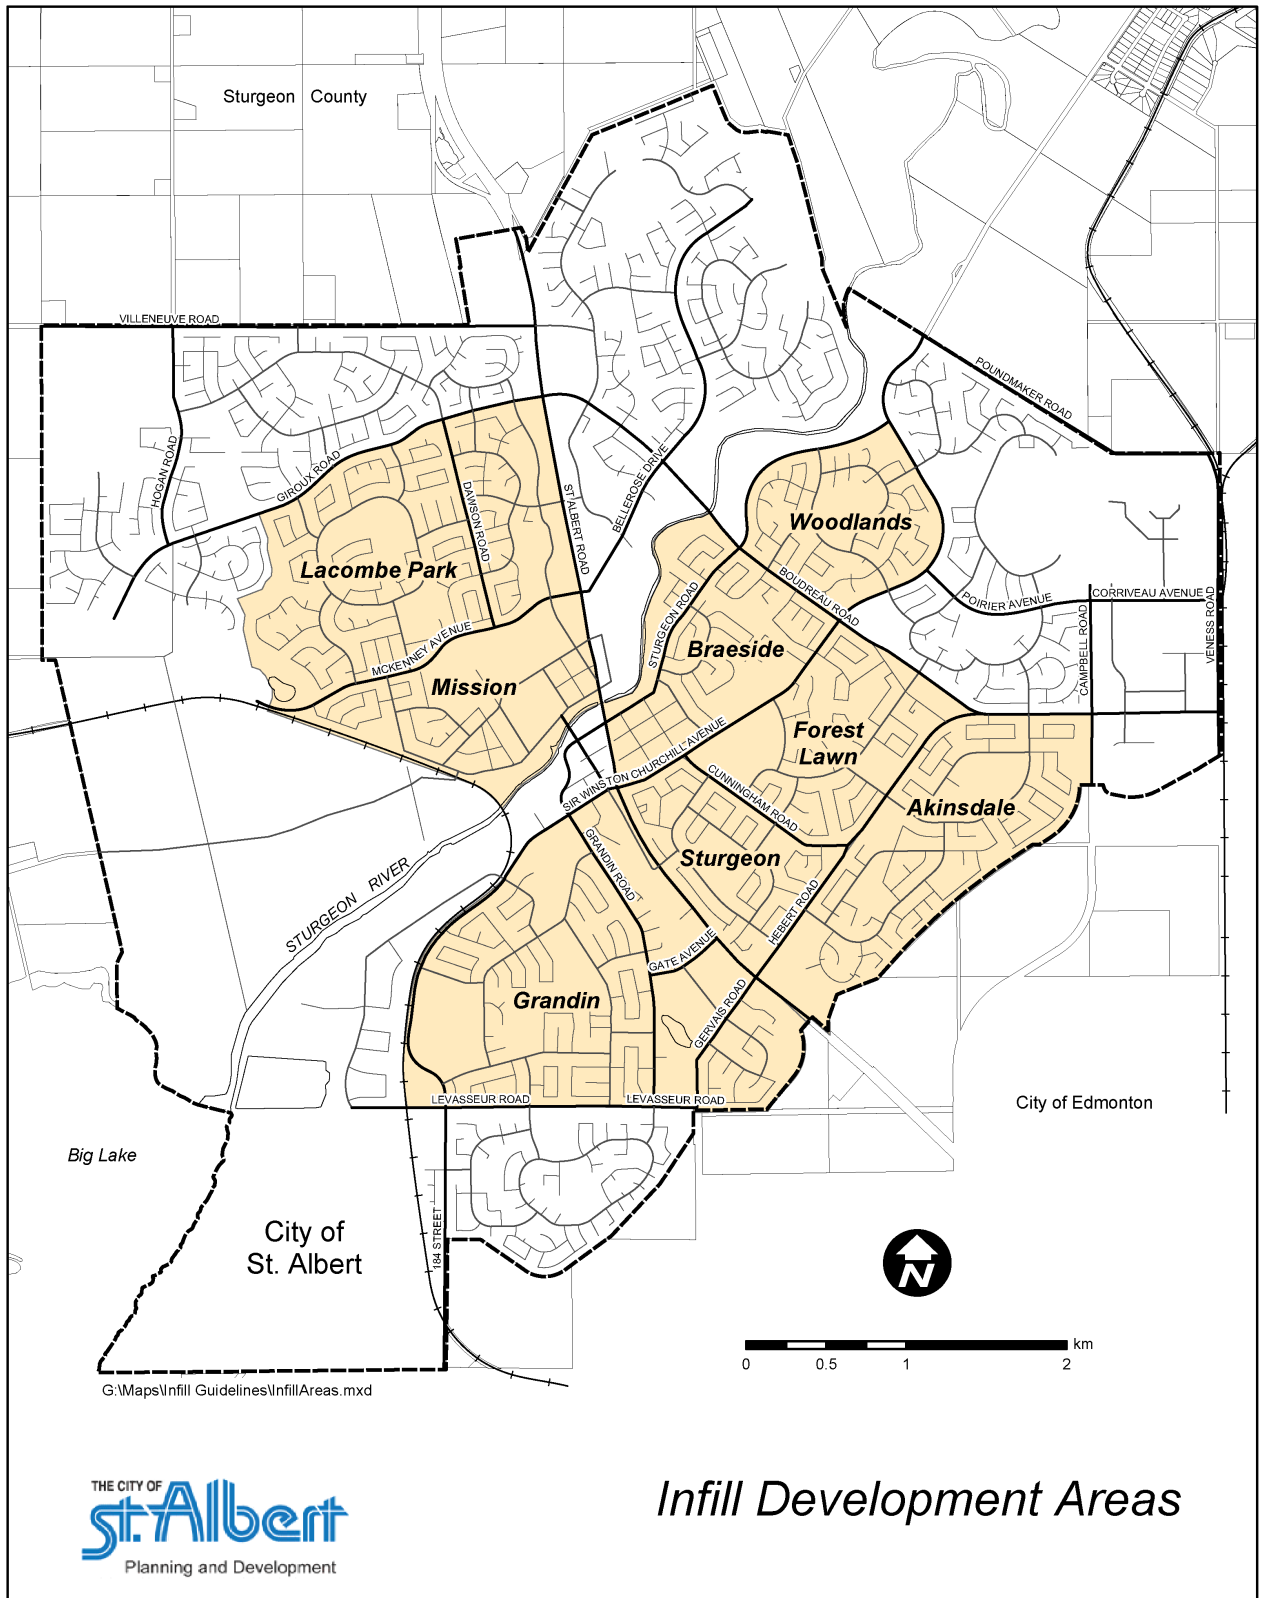 Sturgeon County
VILLENEUVE ROAD
POUNDMAKER ROAD
HOGAN ROAD
GIROUX ROAD
DAWSON ROAD
ST ALBERT ROAD
BELLEROSE DRIVE
Woodlands
Lacombe Park
BOUDREAU ROAD
POIRIER AVENUE
CORRIVEAU AVENUE
VENESS ROAD
CAMPBELL ROAD
STURGEON ROAD
MCKENNEY AVENUE
Braeside
Mission
Forest
Lawn
SIR WINSTON CHURCHILL AVENUE
CUNNINGHAM ROAD
Akinsdale
GRANDIN ROAD
Sturgeon
STURGEON RIVER
HEBERT ROAD
GATE AVENUE
Grandin
GERVAIS ROAD
LEVASSEUR ROAD
LEVASSEUR ROAD
City of Edmonton
Big Lake
184 STREET
City of
St. Albert
N
km
0 0.5 1 2
G:\Maps\Infill Guidelines\InfillAreas.mxd
THE CITY OF
St. Albert
Planning and Development
Infill Development Areas